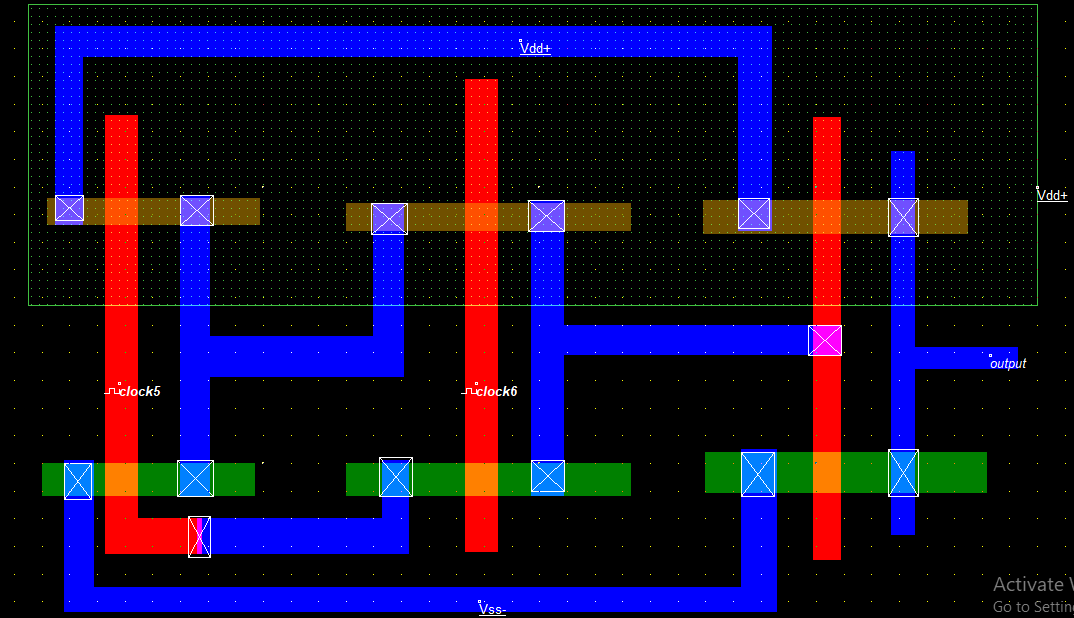 Vdd+
Vdd+
output
clock5
clock6
Activate
Go to Settin
Vss-